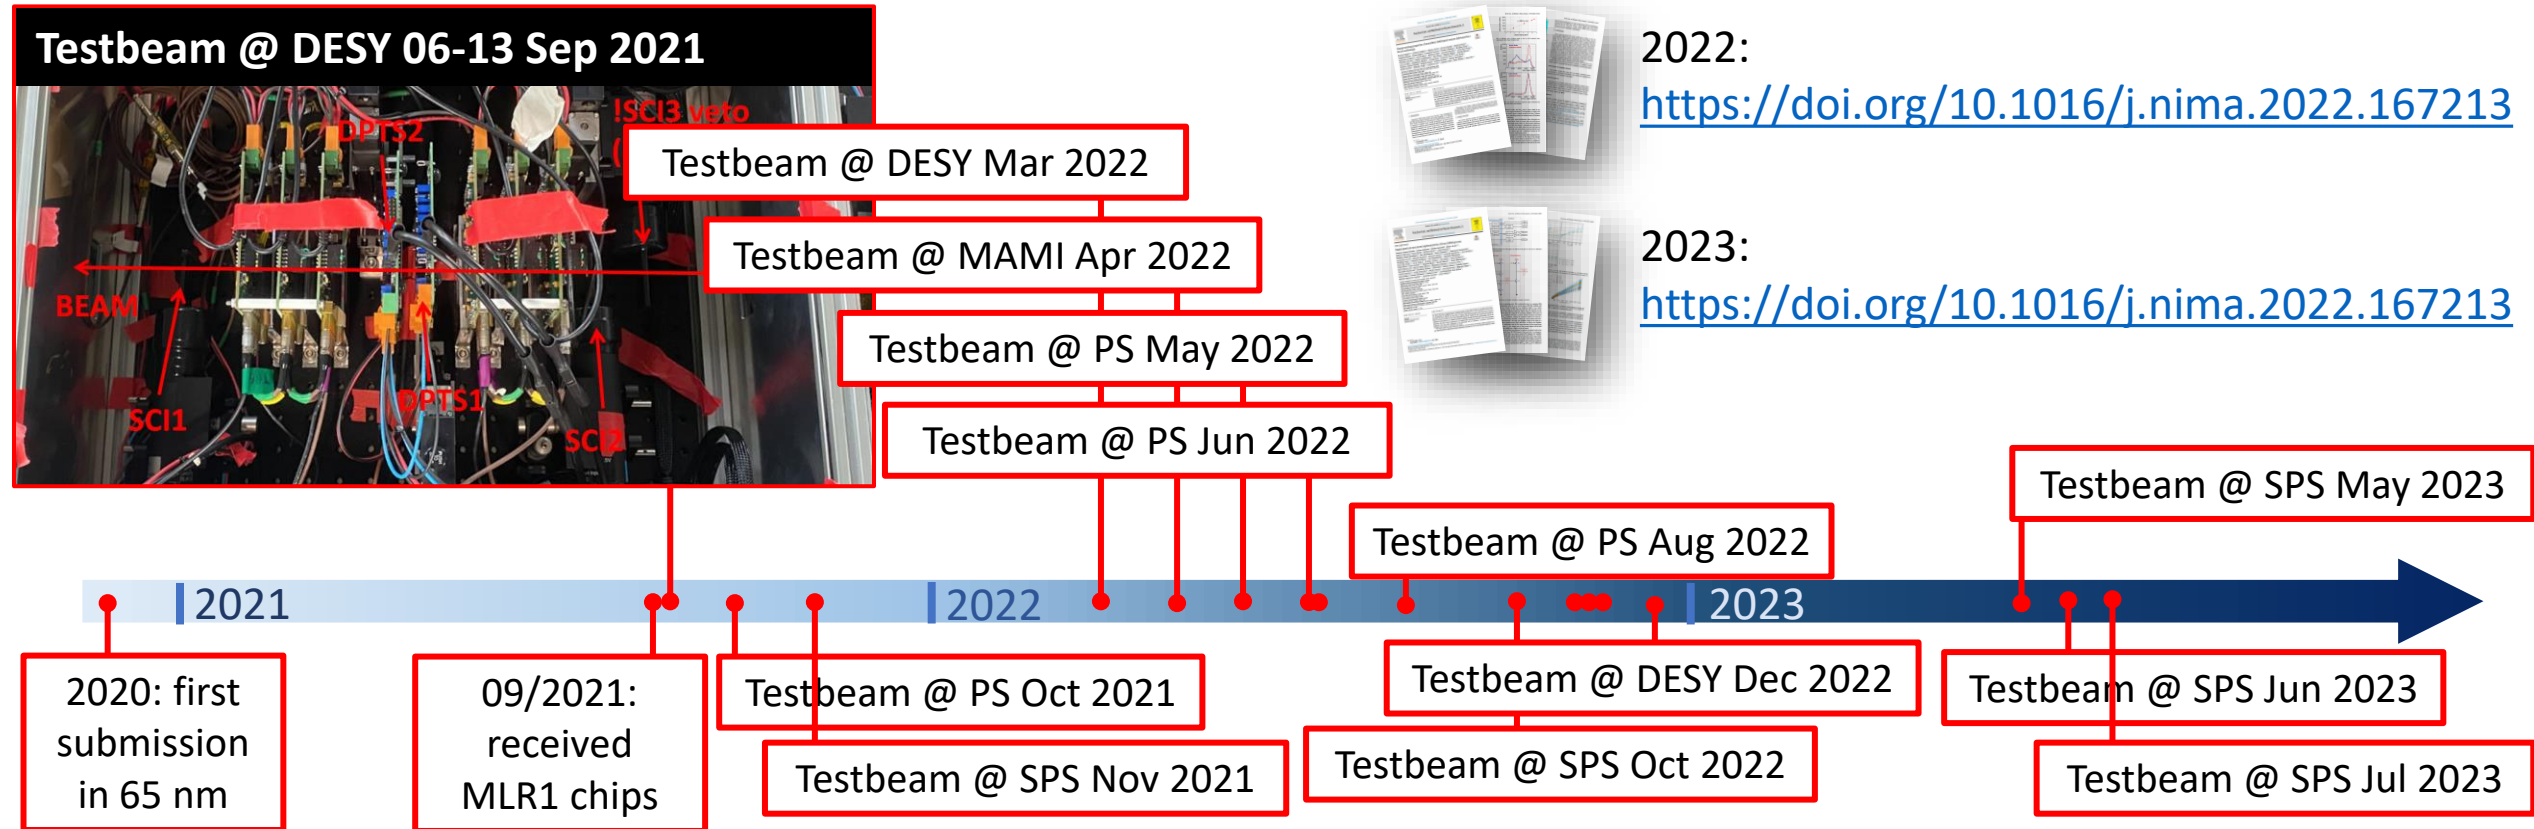 Testbeam @ DESY 06-13 Sep 2021
!SCI3 veto
DPTS2
BEAM
SCI1
DPTS1
SCI2
Testbeam @ DESY Mar 2022
Testbeam @ MAMI Apr 2022
Testbeam @ PS May 2022
Testbeam @ PS Jun 2022
2022:
https://doi.org/10.1016/j.nima.2022.167213
2023:
https://doi.org/10.1016/j.nima.2022.167213
Testbeam @ PS Aug 2022
Testbeam @ SPS May 2023
2021
2022
2023
2020: first
submission
in 65 nm
09/2021:
received
MLR1 chips
Testbeam @ PS Oct 2021
Testbeam @ SPS Nov 2021
Testbeam @ DESY Dec 2022
Testbeam @ SPS Oct 2022
Testbeam @ SPS Jun 2023
Testbeam @ SPS Jul 2023